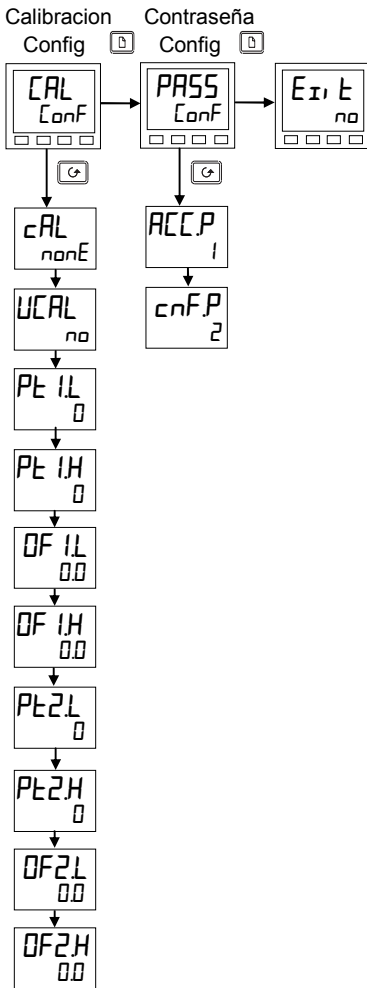 Calibracion Contraseña
Config Config
CAL PASS Exit
ConF ConF no
cAL ACC.P
nonE 1
UCAL cnF.P
no 2
Pt 1.L
0
Pt 1.H
0
OF 1.L
0.0
OF 1.H
0.0
Pt2.L
0
Pt2.H
0
OF2.L
0.0
OF2.H
0.0